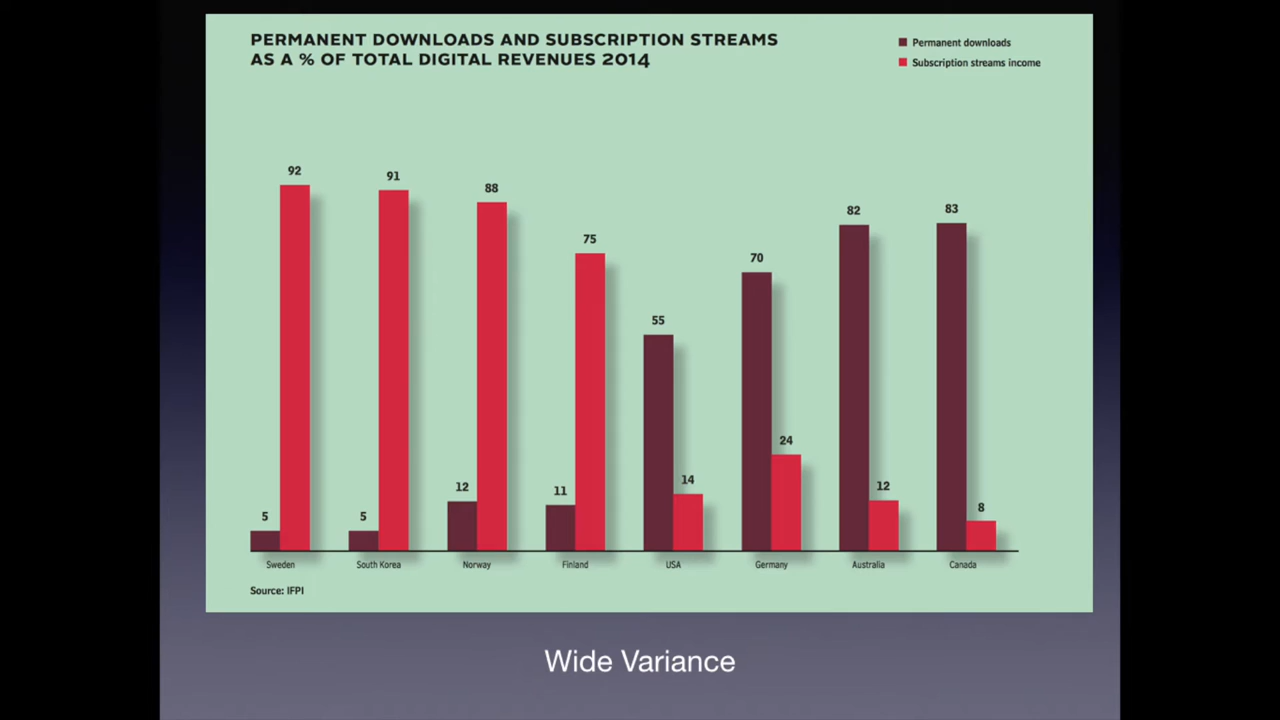 PERMANENT DOWNLOADS AND SUBSCRIPTION STREAMS
AS A % OF TOTAL DIGITAL REVENUES 2014
Permanent downloads
Subscription streams income
92
91
88
75
55
70
82
83
5
5
12
11
14
24
12
8
Sweden
South Korea
Norway
Finland
USA
Germany
Australia
Canada
Source: IFPI
Wide Variance